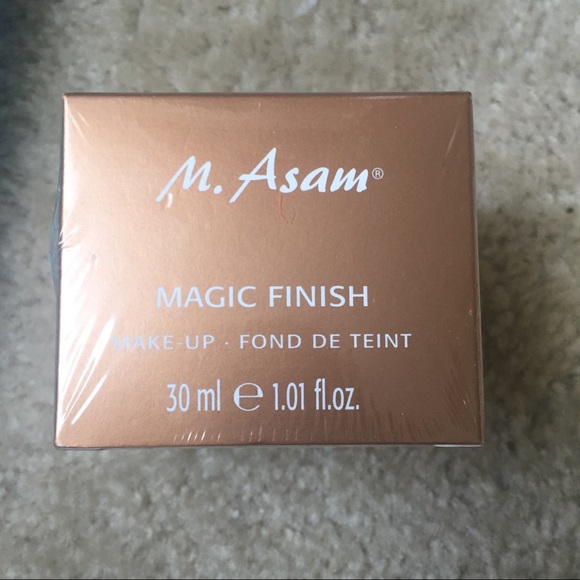 M. Asam®
MAGIC FINISH
MAKE-UP · FOND DE TEINT
30 ml ℮ 1.01 fl.oz.